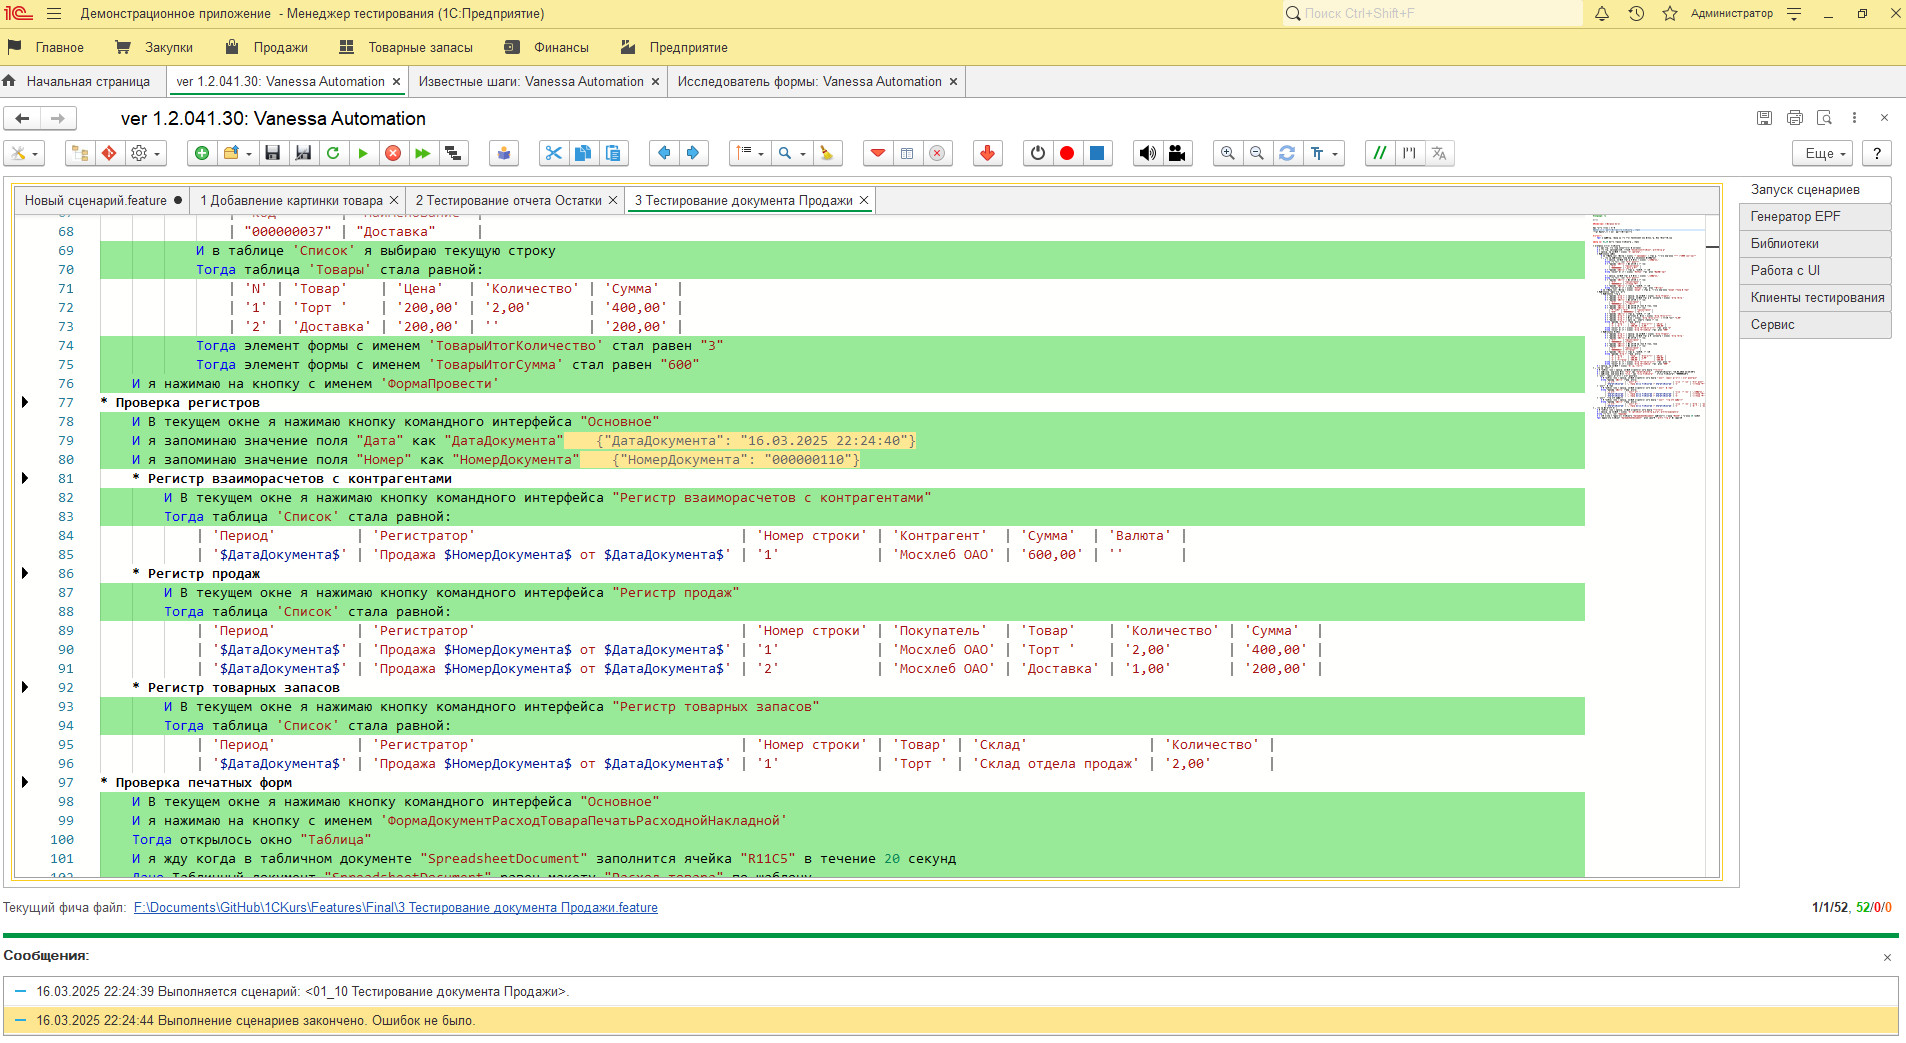 1С Демонстрационное приложение - Менеджер тестирования (1С:Предприятие) Поиск Ctrl+Shift+F Администратор
Главное Закупки Продажи Товарные запасы Финансы Предприятие
Начальная страница ver 1.2.041.30: Vanessa Automation × Известные шаги: Vanessa Automation × Исследователь формы: Vanessa Automation ×
ver 1.2.041.30: Vanessa Automation
Еще ?
Новый сценарий.feature 1 Добавление картинки товара × 2 Тестирование отчета Остатки × 3 Тестирование документа Продажи ×
68 | "000000037" | "Доставка" |
69 И в таблице 'Список' я выбираю текущую строку
70 Тогда таблица 'Товары' стала равной:
71 | 'N' | 'Товар' | 'Цена' | 'Количество' | 'Сумма' |
72 | '1' | 'Торт ' | '200,00' | '2,00' | '400,00' |
73 | '2' | 'Доставка' | '200,00' | '' | '200,00' |
74 Тогда элемент формы с именем 'ТоварыИтогКоличество' стал равен "3"
75 Тогда элемент формы с именем 'ТоварыИтогСумма' стал равен "600"
76 И я нажимаю на кнопку с именем 'ФормаПровести'
77 * Проверка регистров
78 И В текущем окне я нажимаю кнопку командного интерфейса "Основное"
79 И я запоминаю значение поля "Дата" как "ДатаДокумента" {"ДатаДокумента": "16.03.2025 22:24:40"}
80 И я запоминаю значение поля "Номер" как "НомерДокумента" {"НомерДокумента": "000000110"}
81 * Регистр взаиморасчетов с контрагентами
82 И В текущем окне я нажимаю кнопку командного интерфейса "Регистр взаиморасчетов с контрагентами"
83 Тогда таблица 'Список' стала равной:
84 | 'Период' | 'Регистратор' | 'Номер строки' | 'Контрагент' | 'Сумма' | 'Валюта' |
85 | '$ДатаДокумента$' | 'Продажа $НомерДокумента$ от $ДатаДокумента$' | '1' | 'Мосхлеб ОАО' | '600,00' | '' |
86 * Регистр продаж
87 И В текущем окне я нажимаю кнопку командного интерфейса "Регистр продаж"
88 Тогда таблица 'Список' стала равной:
89 | 'Период' | 'Регистратор' | 'Номер строки' | 'Покупатель' | 'Товар' | 'Количество' | 'Сумма' |
90 | '$ДатаДокумента$' | 'Продажа $НомерДокумента$ от $ДатаДокумента$' | '1' | 'Мосхлеб ОАО' | 'Торт ' | '2,00' | '400,00' |
91 | '$ДатаДокумента$' | 'Продажа $НомерДокумента$ от $ДатаДокумента$' | '2' | 'Мосхлеб ОАО' | 'Доставка' | '1,00' | '200,00' |
92 * Регистр товарных запасов
93 И В текущем окне я нажимаю кнопку командного интерфейса "Регистр товарных запасов"
94 Тогда таблица 'Список' стала равной:
95 | 'Период' | 'Регистратор' | 'Номер строки' | 'Товар' | 'Склад' | 'Количество' |
96 | '$ДатаДокумента$' | 'Продажа $НомерДокумента$ от $ДатаДокумента$' | '1' | 'Торт ' | 'Склад отдела продаж' | '2,00' |
97 * Проверка печатных форм
98 И В текущем окне я нажимаю кнопку командного интерфейса "Основное"
99 И я нажимаю на кнопку с именем 'ФормаДокументРасходТовараПечатьРасходнойНакладной'
100 Тогда открылось окно "Таблица"
101 И я жду когда в табличном документе "SpreadsheetDocument" заполнится ячейка "R11C5" в течение 20 секунд
Запуск сценариев
Генератор EPF
Библиотеки
Работа с UI
Клиенты тестирования
Сервис
Текущий фича файл: F:\Documents\GitHub\1CKurs\Features\Final\3 Тестирование документа Продажи.feature 1/1/52, 52/0/0
Сообщения:
16.03.2025 22:24:39 Выполняется сценарий: <01_10 Тестирование документа Продажи>.
16.03.2025 22:24:44 Выполнение сценариев закончено. Ошибок не было.